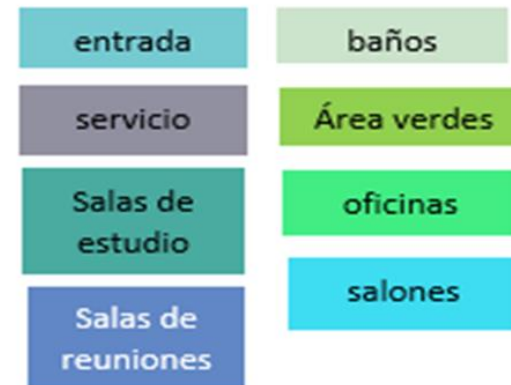 entrada
baños
servicio
Área verdes
Salas de
estudio
oficinas
Salas de
reuniones
salones